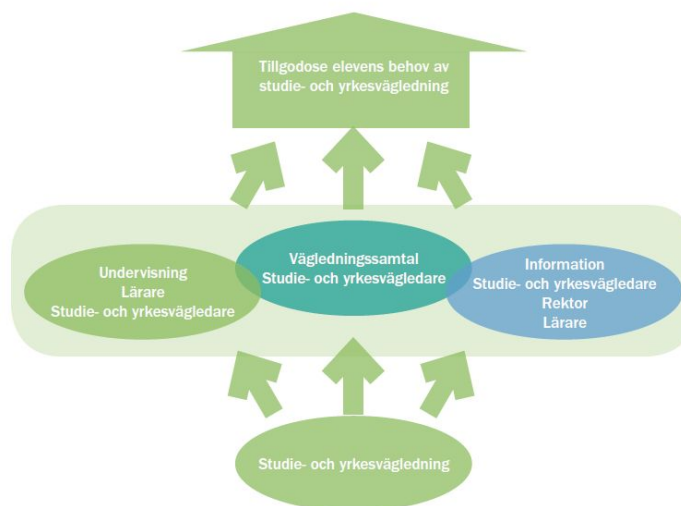 Tillgodose elevens behov av
studie- och yrkesvägledning
Undervisning
Lärare
Studie- och yrkesvägledare
Vägledningssamtal
Studie- och yrkesvägledare
Information
Studie- och yrkesvägledare
Rektor
Lärare
Studie- och yrkesvägledning